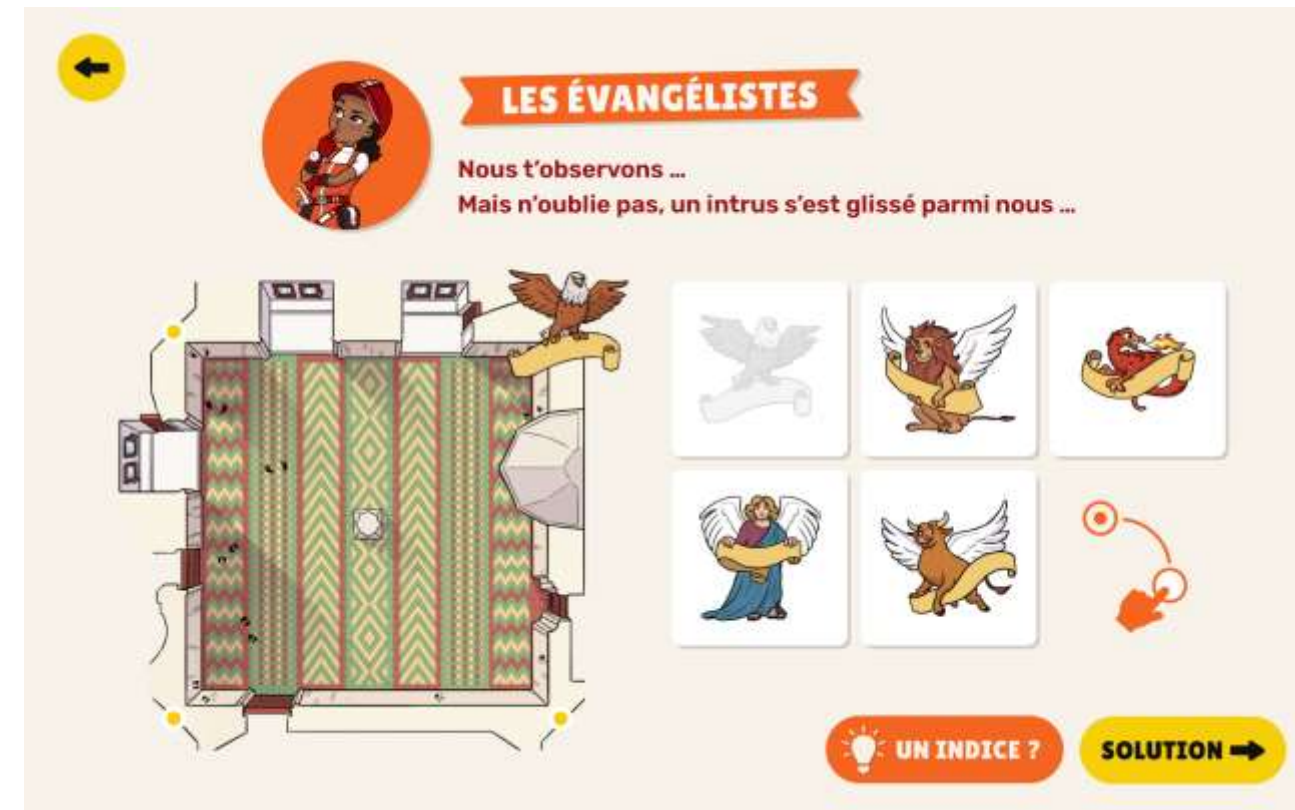 LES ÉVANGÉLISTES
Nous t'observons ...
Mais n'oublie pas, un intrus s'est glissé parmi nous ...
UN INDICE ?
SOLUTION